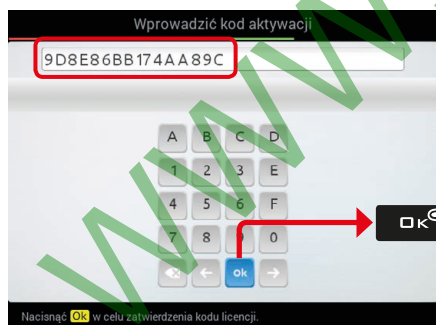 Wprowadzić kod aktywacji
9D8E86BB174AA89C
A B C D
1 2 3 E
4 5 6 F
7 8 9 0
ok
OK
Nacisnąć Ok w celu zatwierdzenia kodu licencji.